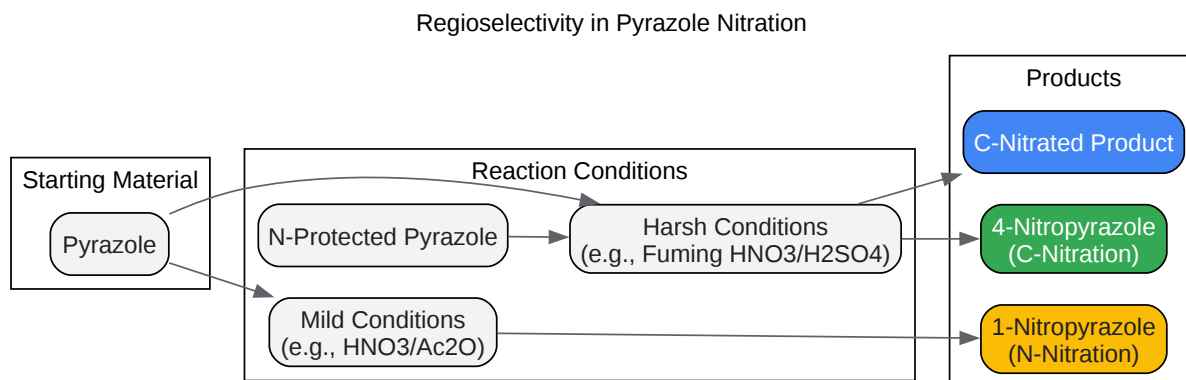 Regioselectivity in Pyrazole Nitration
Products
C-Nitrated Product
Starting Material
Reaction Conditions
Pyrazole
N-Protected Pyrazole
Harsh Conditions
(e.g., Fuming HNO3/H2SO4)
4-Nitropyrazole
(C-Nitration)
Mild Conditions
(e.g., HNO3/Ac2O)
1-Nitropyrazole
(N-Nitration)